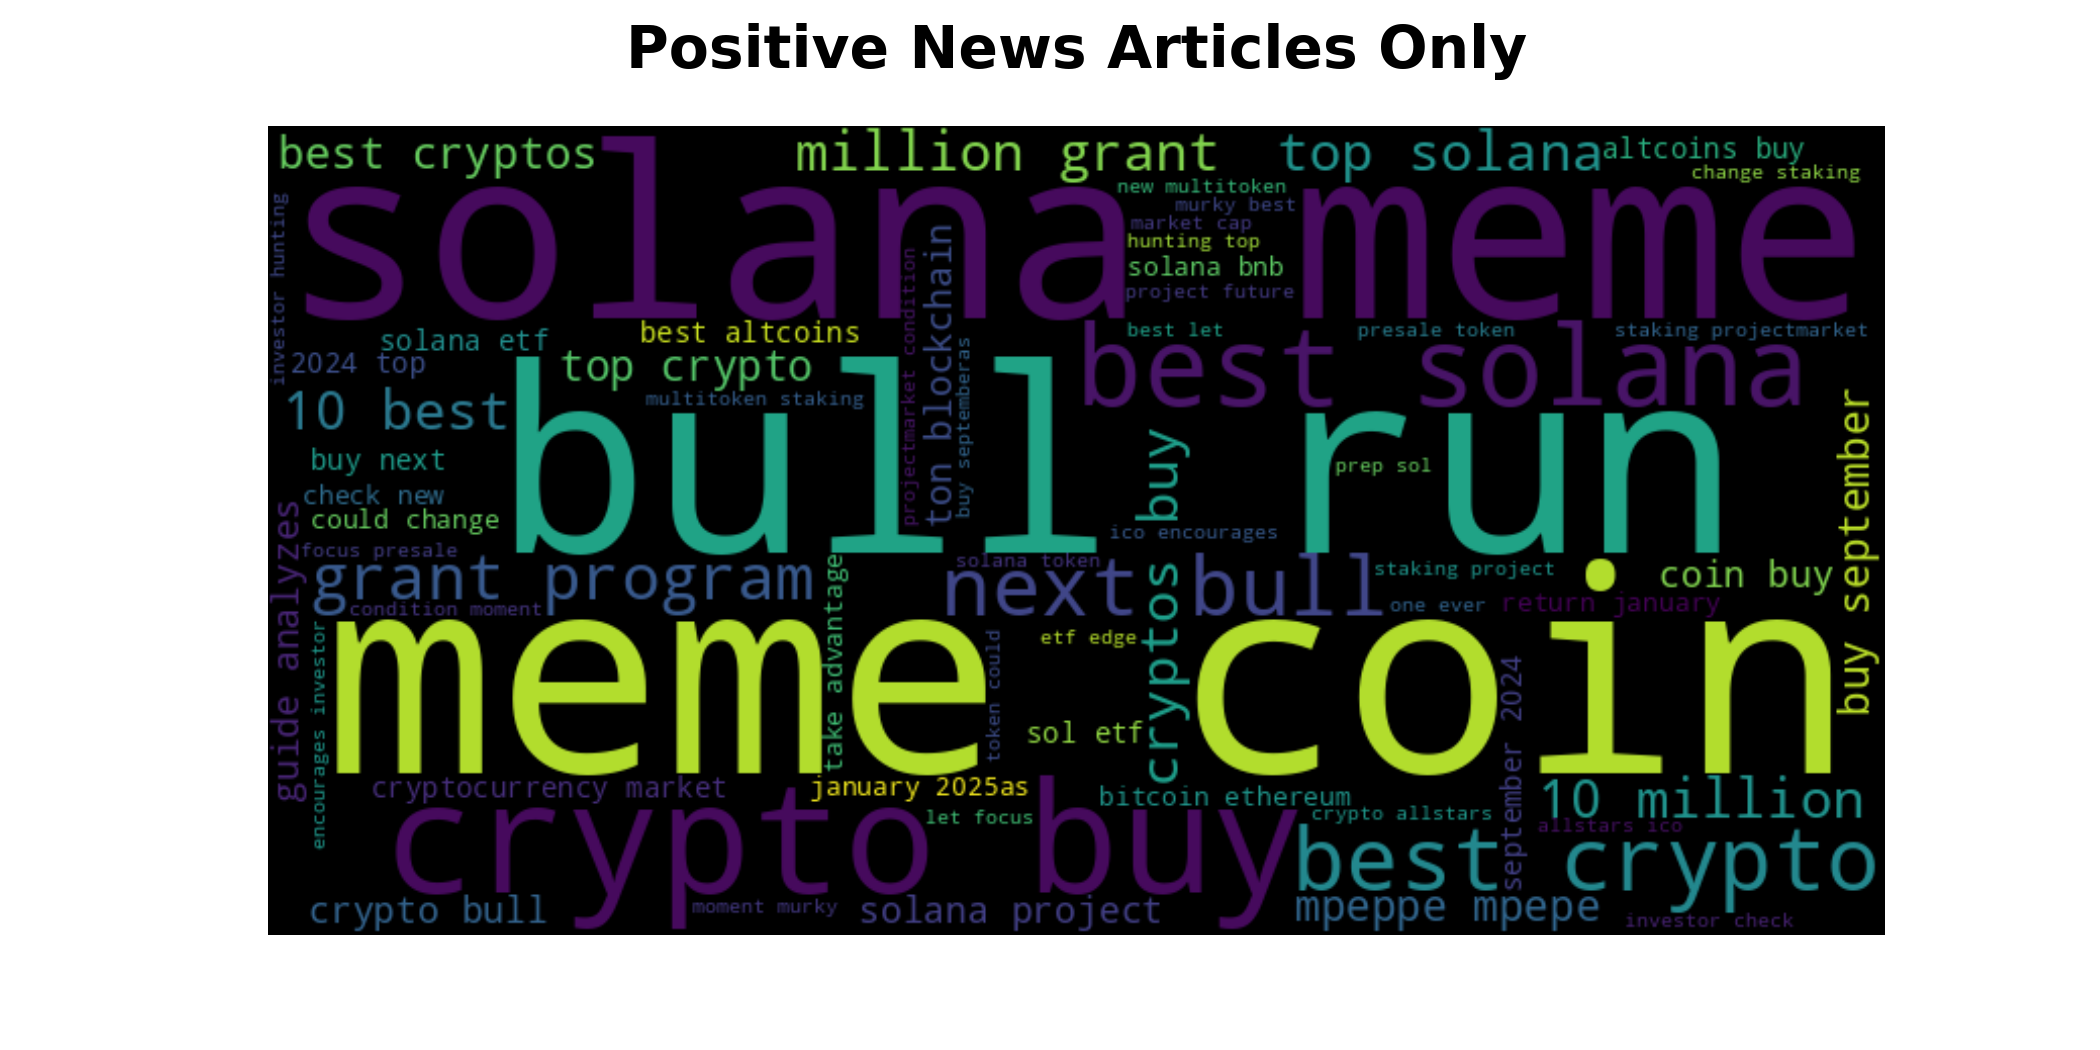 Positive News Articles Only
best cryptos
million grant
top solana
altcoins buy
change staking
solana meme
new multitoken
murky best
market cap
hunting top
solana bnb
project future
investor hunting
projectmarket condition
ton blockchain
buy septemberas
solana etf
best altcoins
best let
presale token
staking projectmarket
2024 top
top crypto
best solana
10 best
multitoken staking
bull run
buy next
prep sol
check new
could change
cryptos buy
buy september
ico encourages
guide analyzes
focus presale
grant program
solana token
next bull
staking project
coin buy
condition moment
one ever
return january
take advantage
meme coin
encourages investor
token could
etf edge
sol etf
september 2024
cryptocurrency market
january 2025as
bitcoin ethereum
10 million
crypto buy
let focus
crypto allstars
allstars ico
best crypto
crypto bull
moment murky
solana project
mpeppe mpepe
investor check